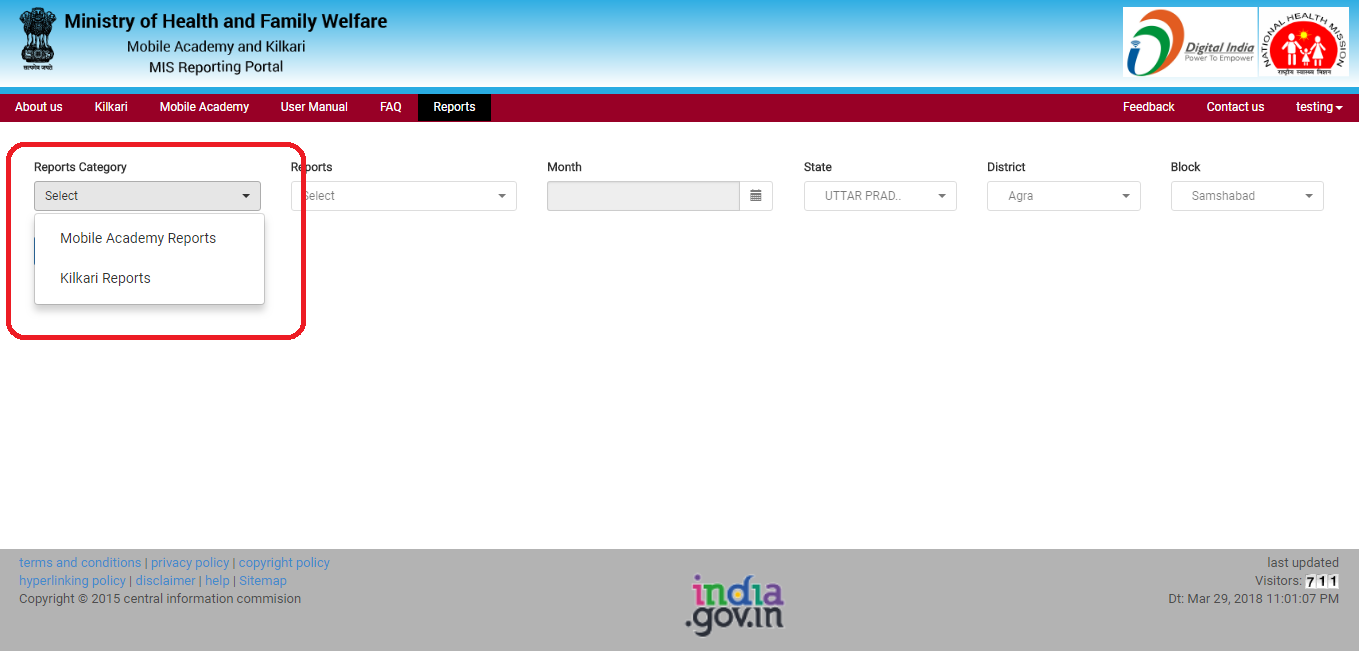 Ministry of Health and Family Welfare
Mobile Academy and Kilkari
MIS Reporting Portal
सत्यमेव जयते
Digital India
Power To Empower
NATIONAL HEALTH MISSION
राष्ट्रीय स्वास्थ्य मिशन
About us Kilkari Mobile Academy User Manual FAQ Reports Feedback Contact us testing
Reports Category Reports Month State District Block
Select Select UTTAR PRAD.. Agra Samshabad
Mobile Academy Reports
Kilkari Reports
terms and conditions | privacy policy | copyright policy
hyperlinking policy | disclaimer | help | Sitemap
Copyright © 2015 central information commision
india
.gov.in
last updated
Visitors: 711
Dt: Mar 29, 2018 11:01:07 PM